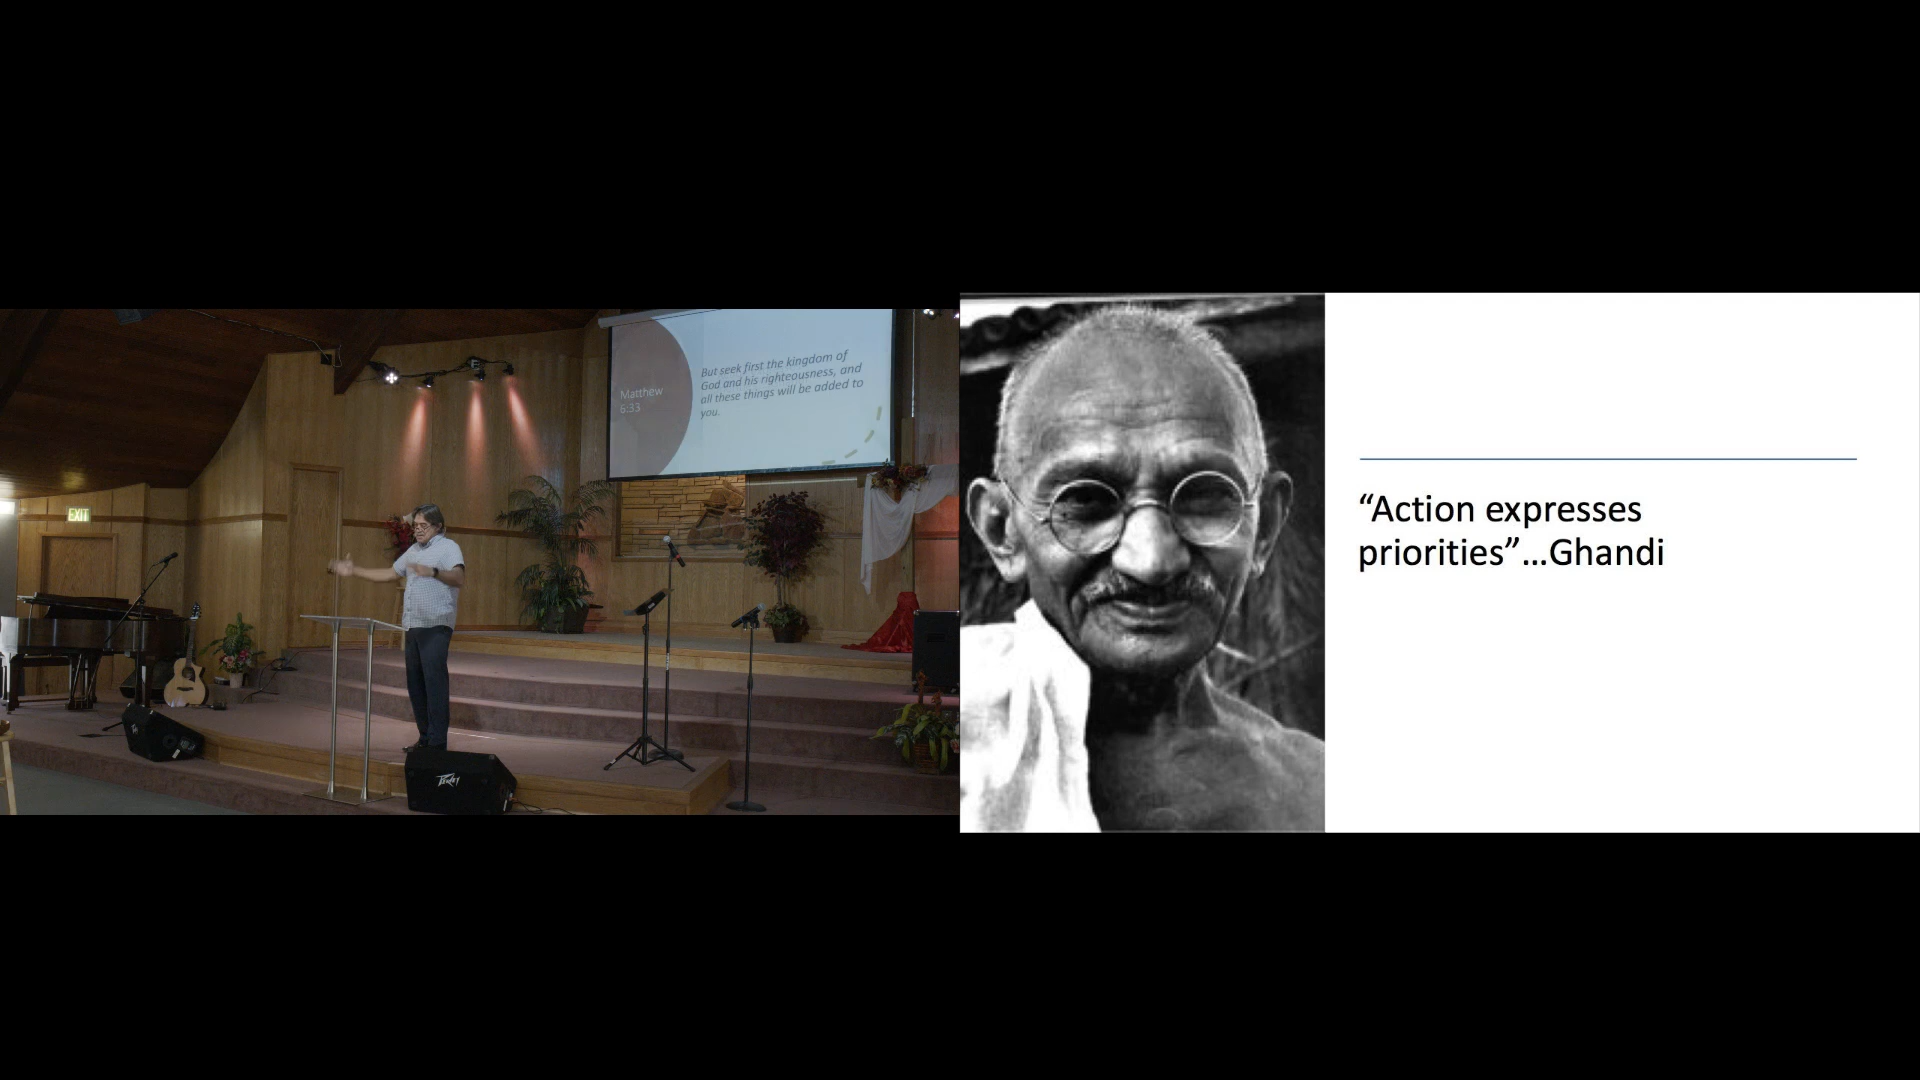 EXIT
Matthew
6:33
But seek first the kingdom of
God and his righteousness, and
all these things will be added to
you.
Peavey
“Action expresses
priorities”...Ghandi